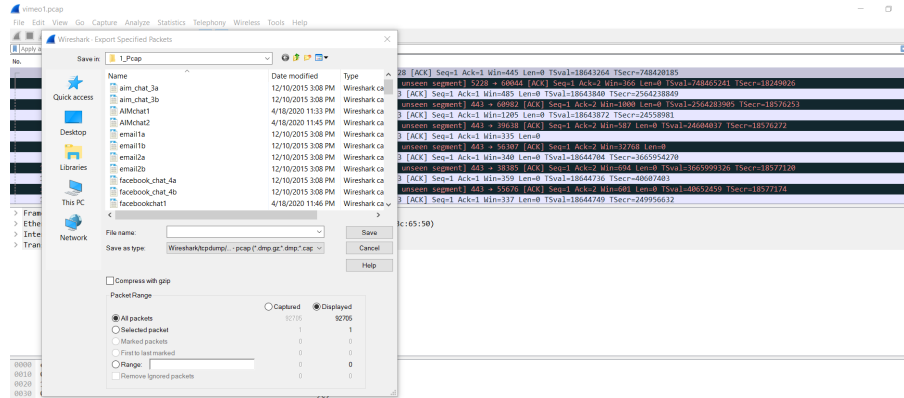 vimeo1.pcap
File Edit View Go Capture Analyze Statistics Telephony Wireless Tools Help
Wireshark - Export Specified Packets
Apply a
No.
Save in: 1_Pcap
Name Date modified Type
aim_chat_3a 12/10/2015 3:08 PM Wireshark ca
aim_chat_3b 12/10/2015 3:08 PM Wireshark ca
AIMchat1 4/18/2020 11:33 PM Wireshark ca
AIMchat2 4/18/2020 11:45 PM Wireshark ca
email1a 12/10/2015 3:08 PM Wireshark ca
email1b 12/10/2015 3:08 PM Wireshark ca
email2a 12/10/2015 3:08 PM Wireshark ca
email2b 12/10/2015 3:08 PM Wireshark ca
facebook_chat_4a 12/10/2015 3:08 PM Wireshark ca
facebook_chat_4b 12/10/2015 3:08 PM Wireshark ca
facebookchat1 4/18/2020 11:46 PM Wireshark ca
Quick access
Desktop
Libraries
This PC
Network
File name:
Save
Save as type: Wireshark/tcpdump/... - pcap (*.dmp.gz;*.dmp;*.cap
Cancel
Help
Compress with gzip
Packet Range
Captured Displayed
All packets 92705 92705
Selected packet 1 1
Marked packets 0 0
First to last marked 0 0
Range: 0 0
Remove Ignored packets 0 0
28 [ACK] Seq=1 Ack=1 Win=445 Len=0 TSval=18643264 TSecr=748420185
unseen segment] 5228 → 60044 [ACK] Seq=1 Ack=2 Win=366 Len=0 TSval=748465241 TSecr=18249026
3 [ACK] Seq=1 Ack=1 Win=485 Len=0 TSval=18643840 TSecr=2564238849
unseen segment] 443 → 60982 [ACK] Seq=1 Ack=2 Win=1000 Len=0 TSval=2564283905 TSecr=18576253
[ACK] Seq=1 Ack=1 Win=1205 Len=0 TSval=18643872 TSecr=24558981
unseen segment] 443 → 39638 [ACK] Seq=1 Ack=2 Win=587 Len=0 TSval=24604037 TSecr=18576272
[ACK] Seq=1 Ack=1 Win=335 Len=0
unseen segment] 443 → 56307 [ACK] Seq=1 Ack=2 Win=32768 Len=0
3 [ACK] Seq=1 Ack=1 Win=340 Len=0 TSval=18644704 TSecr=3665954270
unseen segment] 443 → 38385 [ACK] Seq=1 Ack=2 Win=694 Len=0 TSval=3665999326 TSecr=18577120
3 [ACK] Seq=1 Ack=1 Win=359 Len=0 TSval=18644736 TSecr=40607403
unseen segment] 443 → 55676 [ACK] Seq=1 Ack=2 Win=601 Len=0 TSval=40652459 TSecr=18577174
3 [ACK] Seq=1 Ack=1 Win=337 Len=0 TSval=18644749 TSecr=249956632
> Fram
> Ethe
> Inte
> Tran
:65:50)
0000
0010
0020
0030